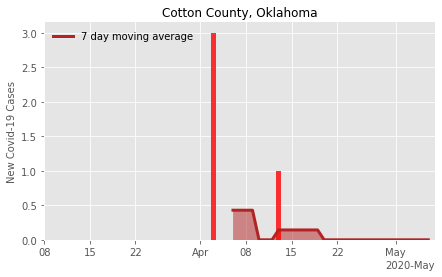 Cotton County, Oklahoma
7 day moving average
New Covid-19 Cases
3.0
2.5
2.0
1.5
1.0
0.5
0.0
08 15 22 Apr 08 15 22 May
2020-May